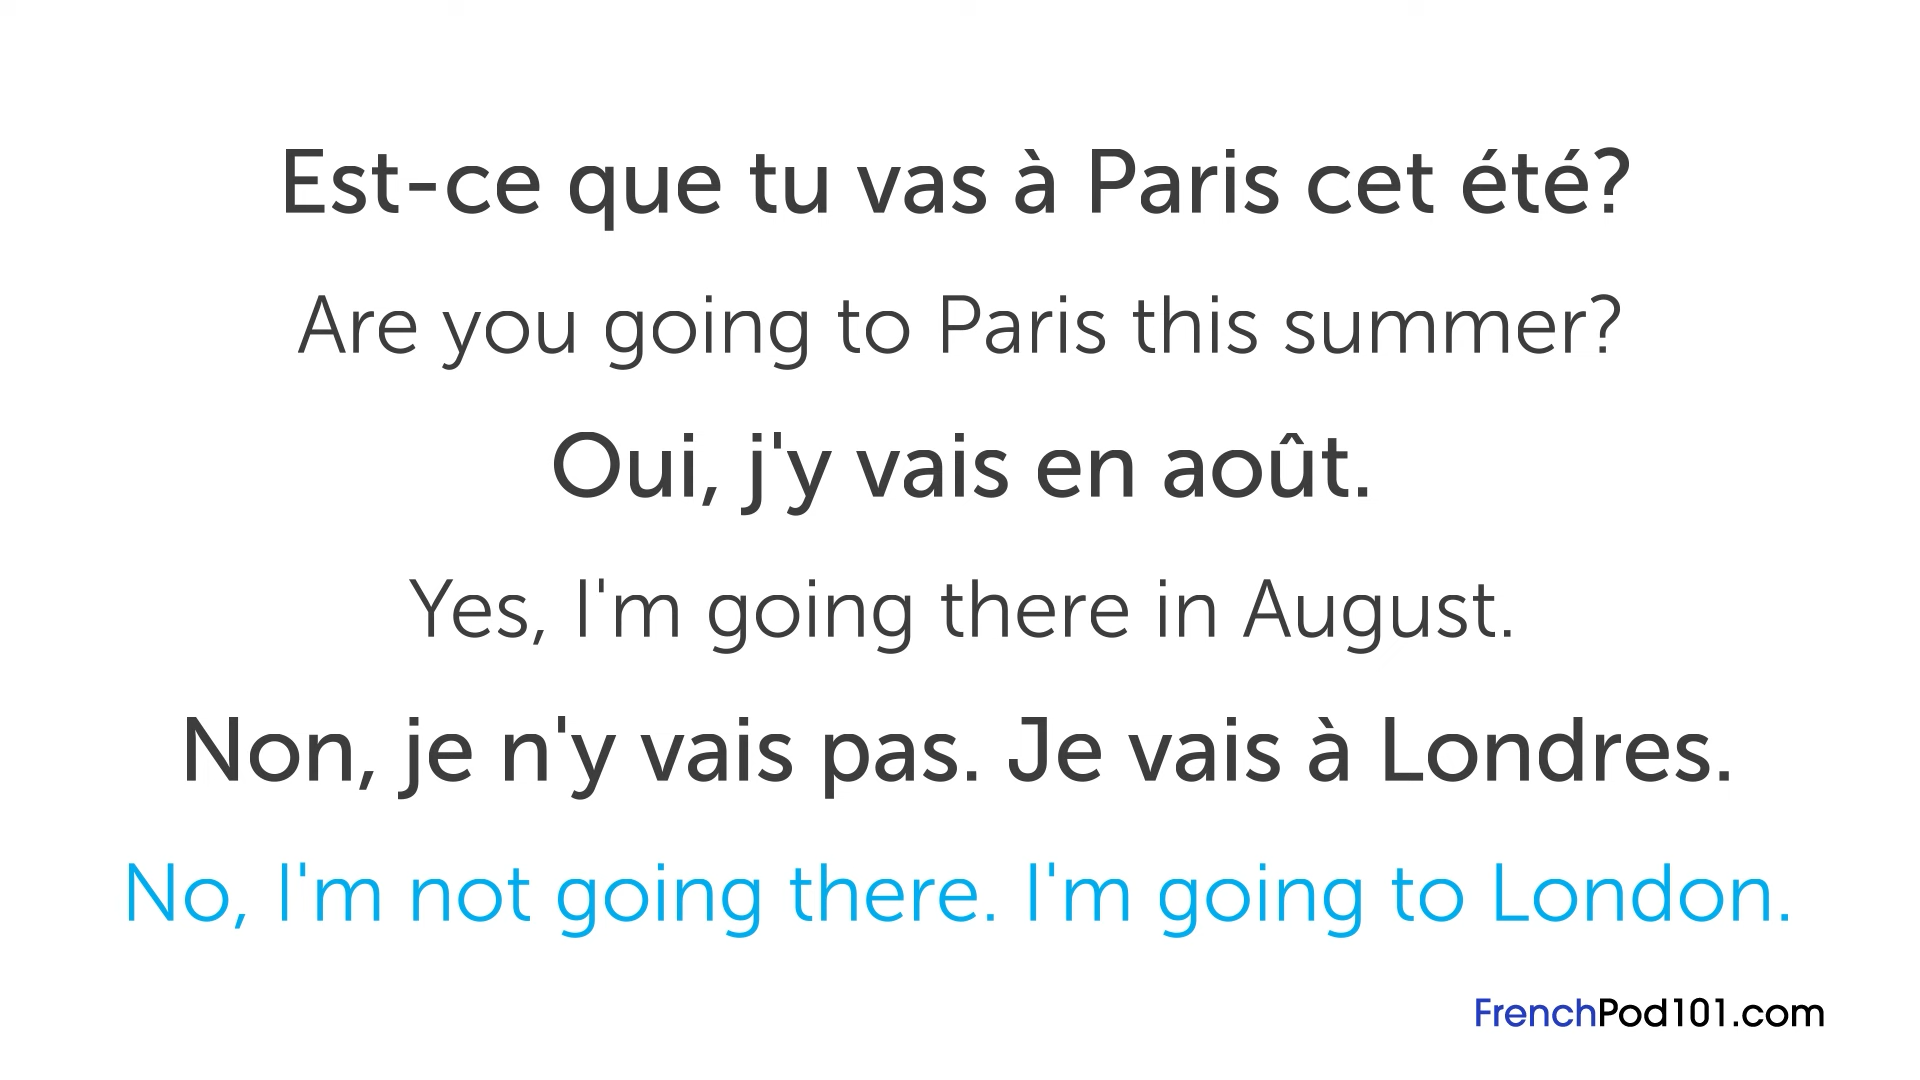 Est-ce que tu vas à Paris cet été?
Are you going to Paris this summer?
Oui, j'y vais en août.
Yes, I'm going there in August.
Non, je n'y vais pas. Je vais à Londres.
No, I'm not going there. I'm going to London.
FrenchPod101.com